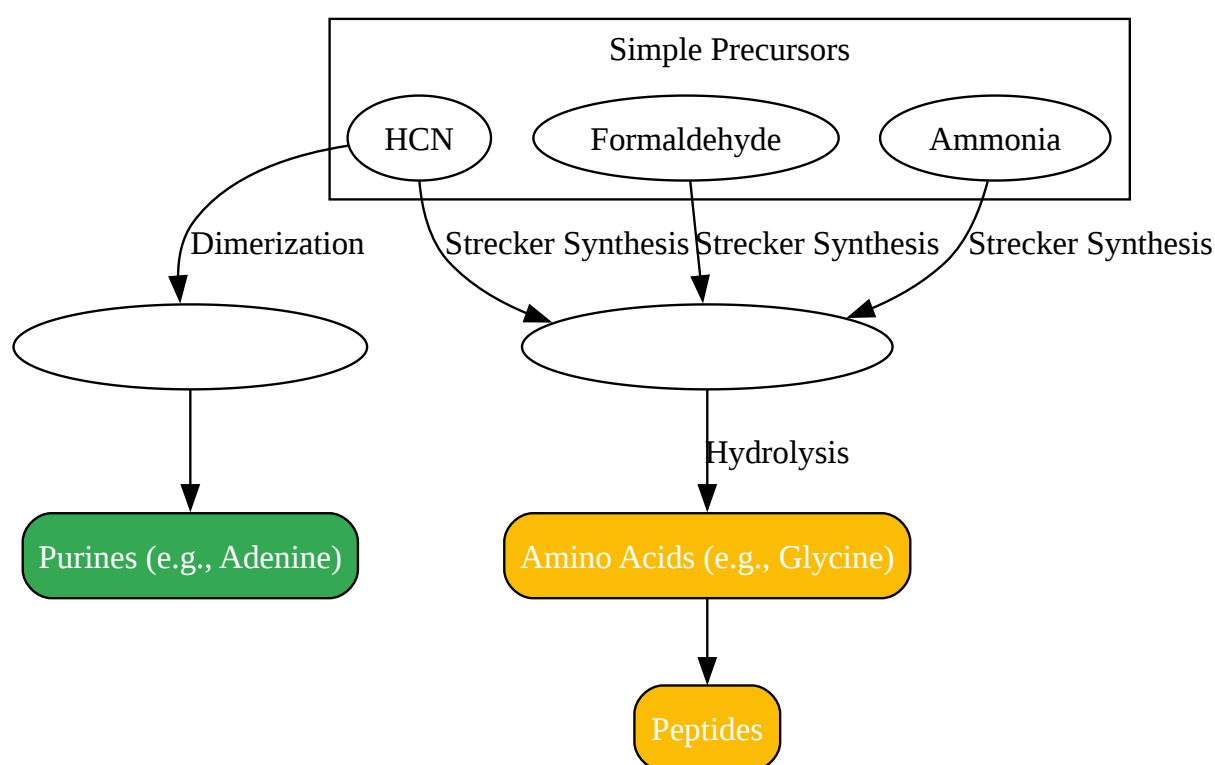 Simple Precursors
HCN
Formaldehyde
Ammonia
Dimerization
Strecker Synthesis
Strecker Synthesis
Strecker Synthesis
Hydrolysis
Purines (e.g., Adenine)
Amino Acids (e.g., Glycine)
Peptides